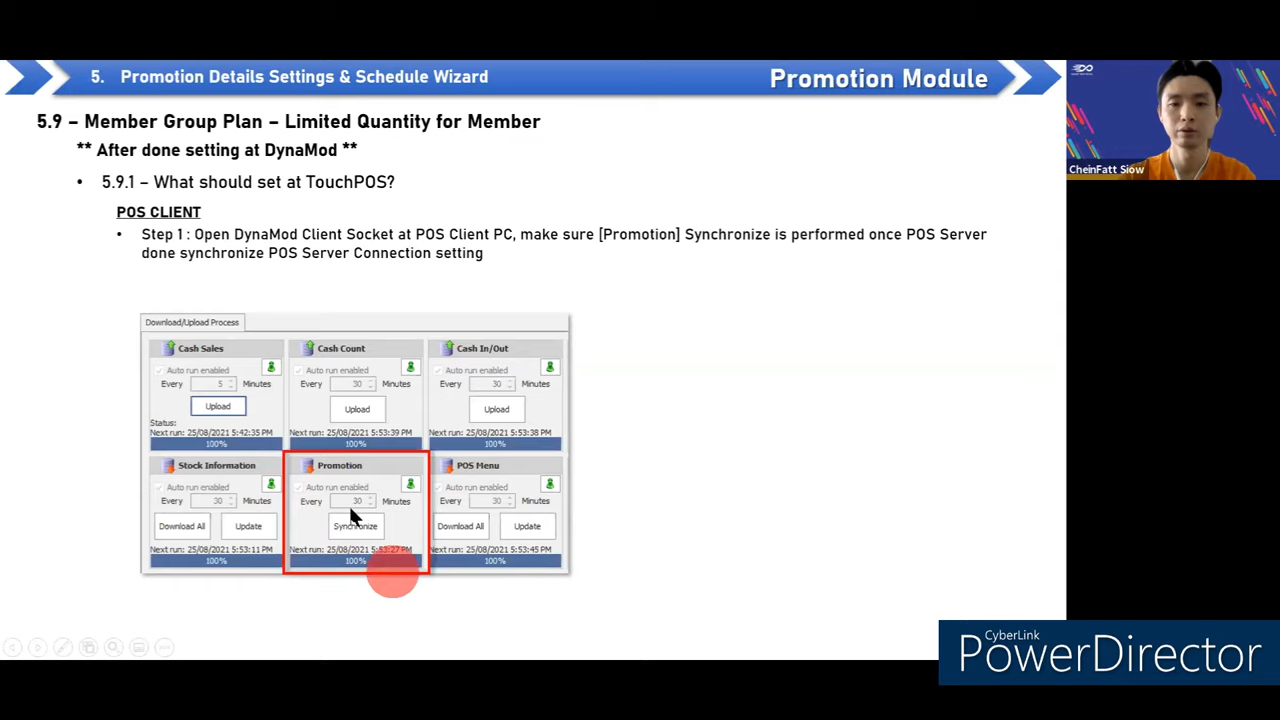 5. Promotion Details Settings & Schedule Wizard
Promotion Module
5.9 – Member Group Plan – Limited Quantity for Member
** After done setting at DynaMod **
• 5.9.1 – What should set at TouchPOS?
POS CLIENT
• Step 1 : Open DynaMod Client Socket at POS Client PC, make sure [Promotion] Synchronize is performed once POS Server
done synchronize POS Server Connection setting
Download/Upload Process
Cash Sales
Auto run enabled
Every 5 Minutes
Upload
Status:
Next run: 25/08/2021 5:42:35 PM
100%
Cash Count
Auto run enabled
Every 30 Minutes
Upload
Next run: 25/08/2021 5:53:39 PM
100%
Cash In/Out
Auto run enabled
Every 30 Minutes
Upload
Next run: 25/08/2021 5:53:38 PM
100%
Stock Information
Auto run enabled
Every 30 Minutes
Download All Update
Next run: 25/08/2021 5:53:11 PM
100%
Promotion
Auto run enabled
Every 30 Minutes
Synchronize
Next run: 25/08/2021 5:53:27 PM
100%
POS Menu
Auto run enabled
Every 30 Minutes
Download All Update
Next run: 25/08/2021 5:53:45 PM
100%
CheinFatt Siow
CyberLink
PowerDirector